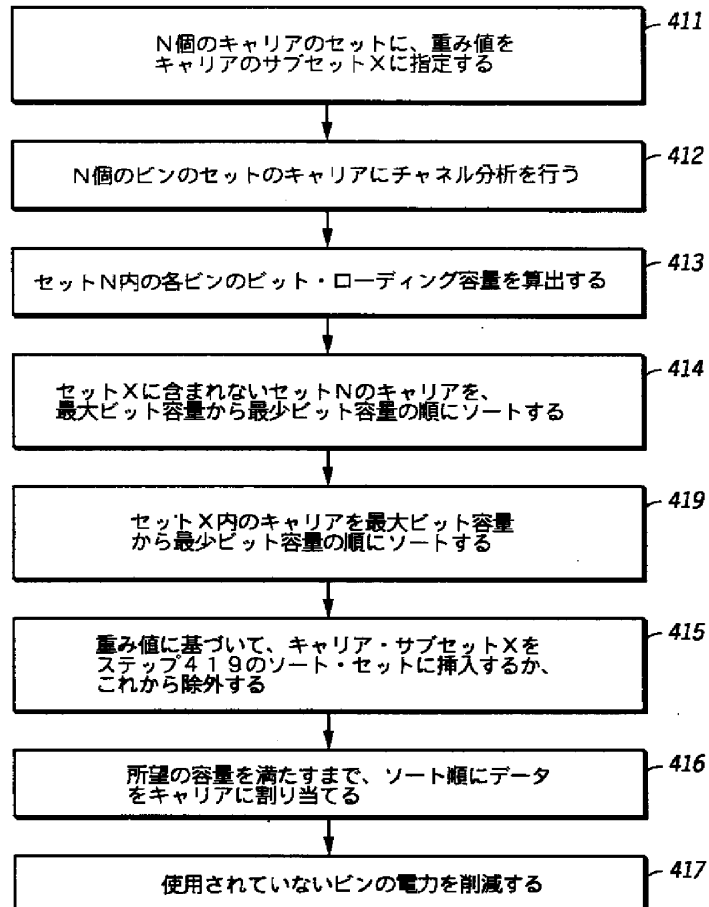 411
N個のキャリアのセットに、重み値を
キャリアのサブセットXに指定する
412
N個のビンのセットのキャリアにチャネル分析を行う
413
セットN内の各ビンのビット・ローディング容量を算出する
414
セットXに含まれないセットNのキャリアを、
最大ビット容量から最少ビット容量の順にソートする
419
セットX内のキャリアを最大ビット容量
から最少ビット容量の順にソートする
415
重み値に基づいて、キャリア・サブセットXを
ステップ419のソート・セットに挿入するか、
これから除外する
416
所望の容量を満たすまで、ソート順にデータ
をキャリアに割り当てる
417
使用されていないビンの電力を削減する